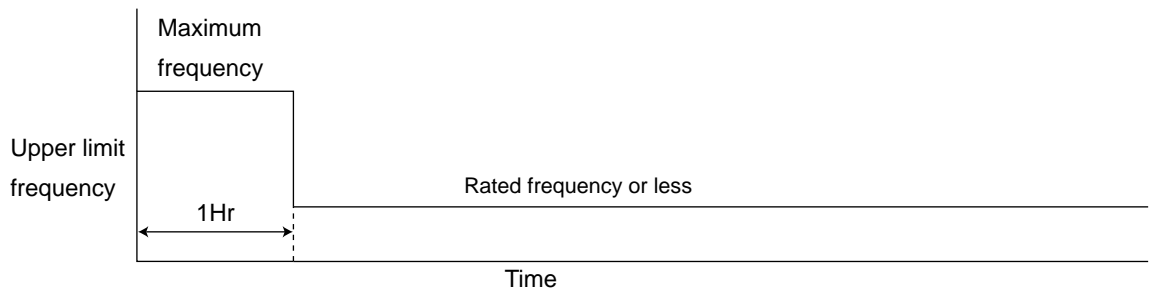 Maximum
frequency
Upper limit
frequency
Rated frequency or less
1Hr
Time